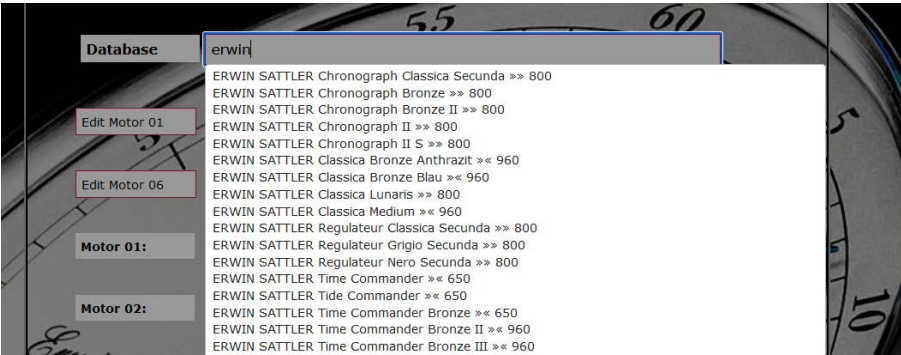 55
60
Database
erwin
ERWIN SATTLER Chronograph Classica Secunda »» 800
ERWIN SATTLER Chronograph Bronze »» 800
ERWIN SATTLER Chronograph Bronze II »» 800
Edit Motor 01
ERWIN SATTLER Chronograph II »» 800
5
ERWIN SATTLER Chronograph II S »» 800
5
ERWIN SATTLER Classica Bronze Anthrazit »« 960
ERWIN SATTLER Classica Bronze Blau »« 960
Edit Motor 06
ERWIN SATTLER Classica Lunaris »» 800
ERWIN SATTLER Classica Medium »« 960
ERWIN SATTLER Regulateur Classica Secunda »» 800
Motor 01:
ERWIN SATTLER Regulateur Grigio Secunda »» 800
ERWIN SATTLER Regulateur Nero Secunda »» 800
ERWIN SATTLER Time Commander »« 650
ERWIN SATTLER Tide Commander »« 650
Motor 02:
ERWIN SATTLER Time Commander Bronze »« 650
10
ERWIN SATTLER Time Commander Bronze II »« 960
ERWIN SATTLER Time Commander Bronze III »« 960